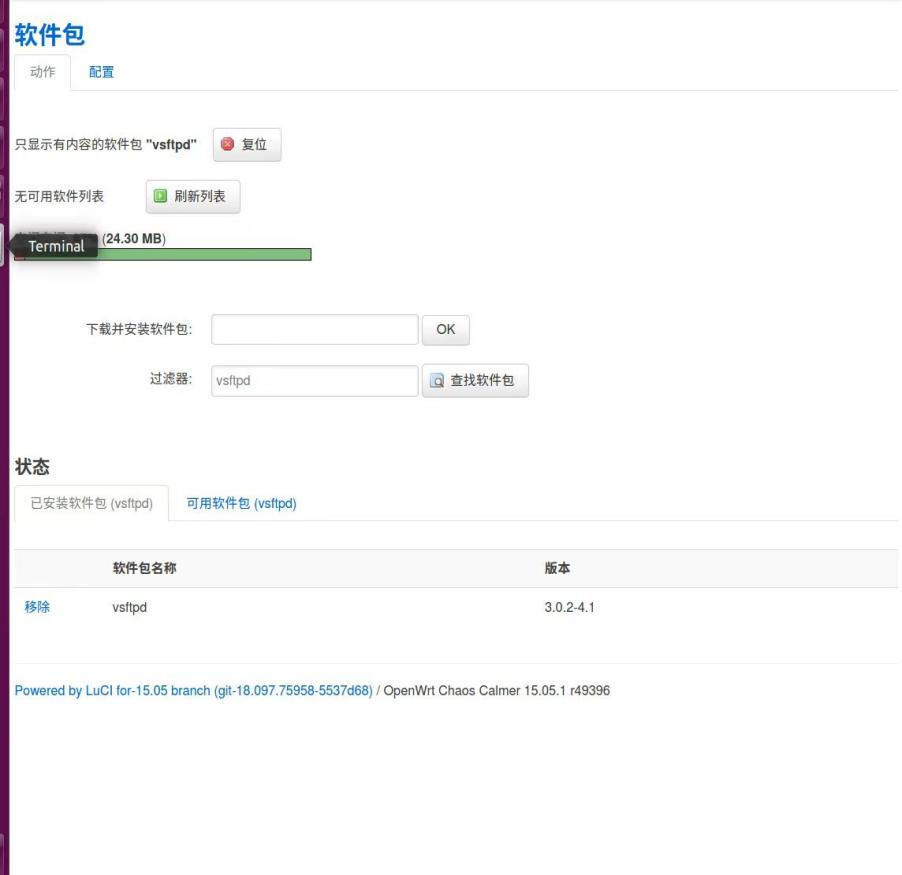 软件包
动作 配置
只显示有内容的软件包 "vsftpd" 复位
无可用软件列表 刷新列表
(24.30 MB)
Terminal
下载并安装软件包: OK
过滤器: vsftpd 查找软件包
状态
已安装软件包 (vsftpd) 可用软件包 (vsftpd)
软件包名称 版本
移除 vsftpd 3.0.2-4.1
Powered by LuCI for-15.05 branch (git-18.097.75958-5537d68) / OpenWrt Chaos Calmer 15.05.1 r49396